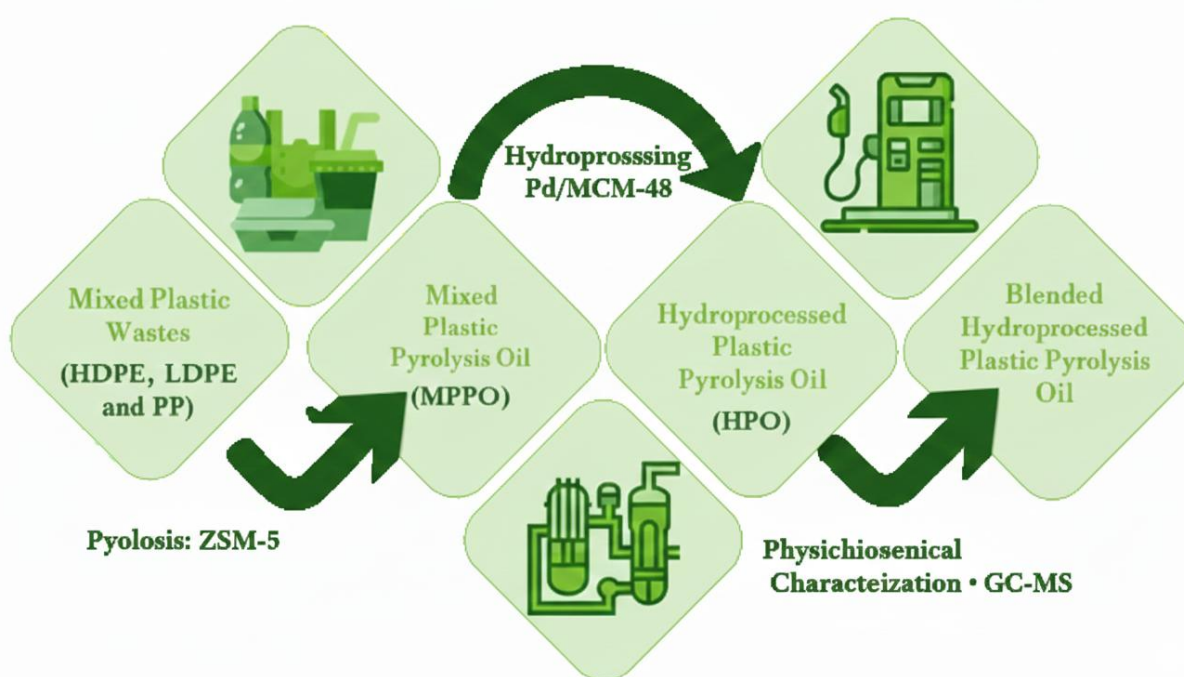 Hydroprosssing
Pd/MCM-48
Mixed Plastic
Wastes
(HDPE, LDPE
and PP)
Mixed
Plastic
Pyrolysis Oil
(MPPO)
Hydroprocessed
Plastic
Pyrolysis Oil
(HPO)
Blended
Hydroprocessed
Plastic Pyrolysis
Oil
Pyolosis: ZSM-5
Physichiosenical
Characteization • GC-MS